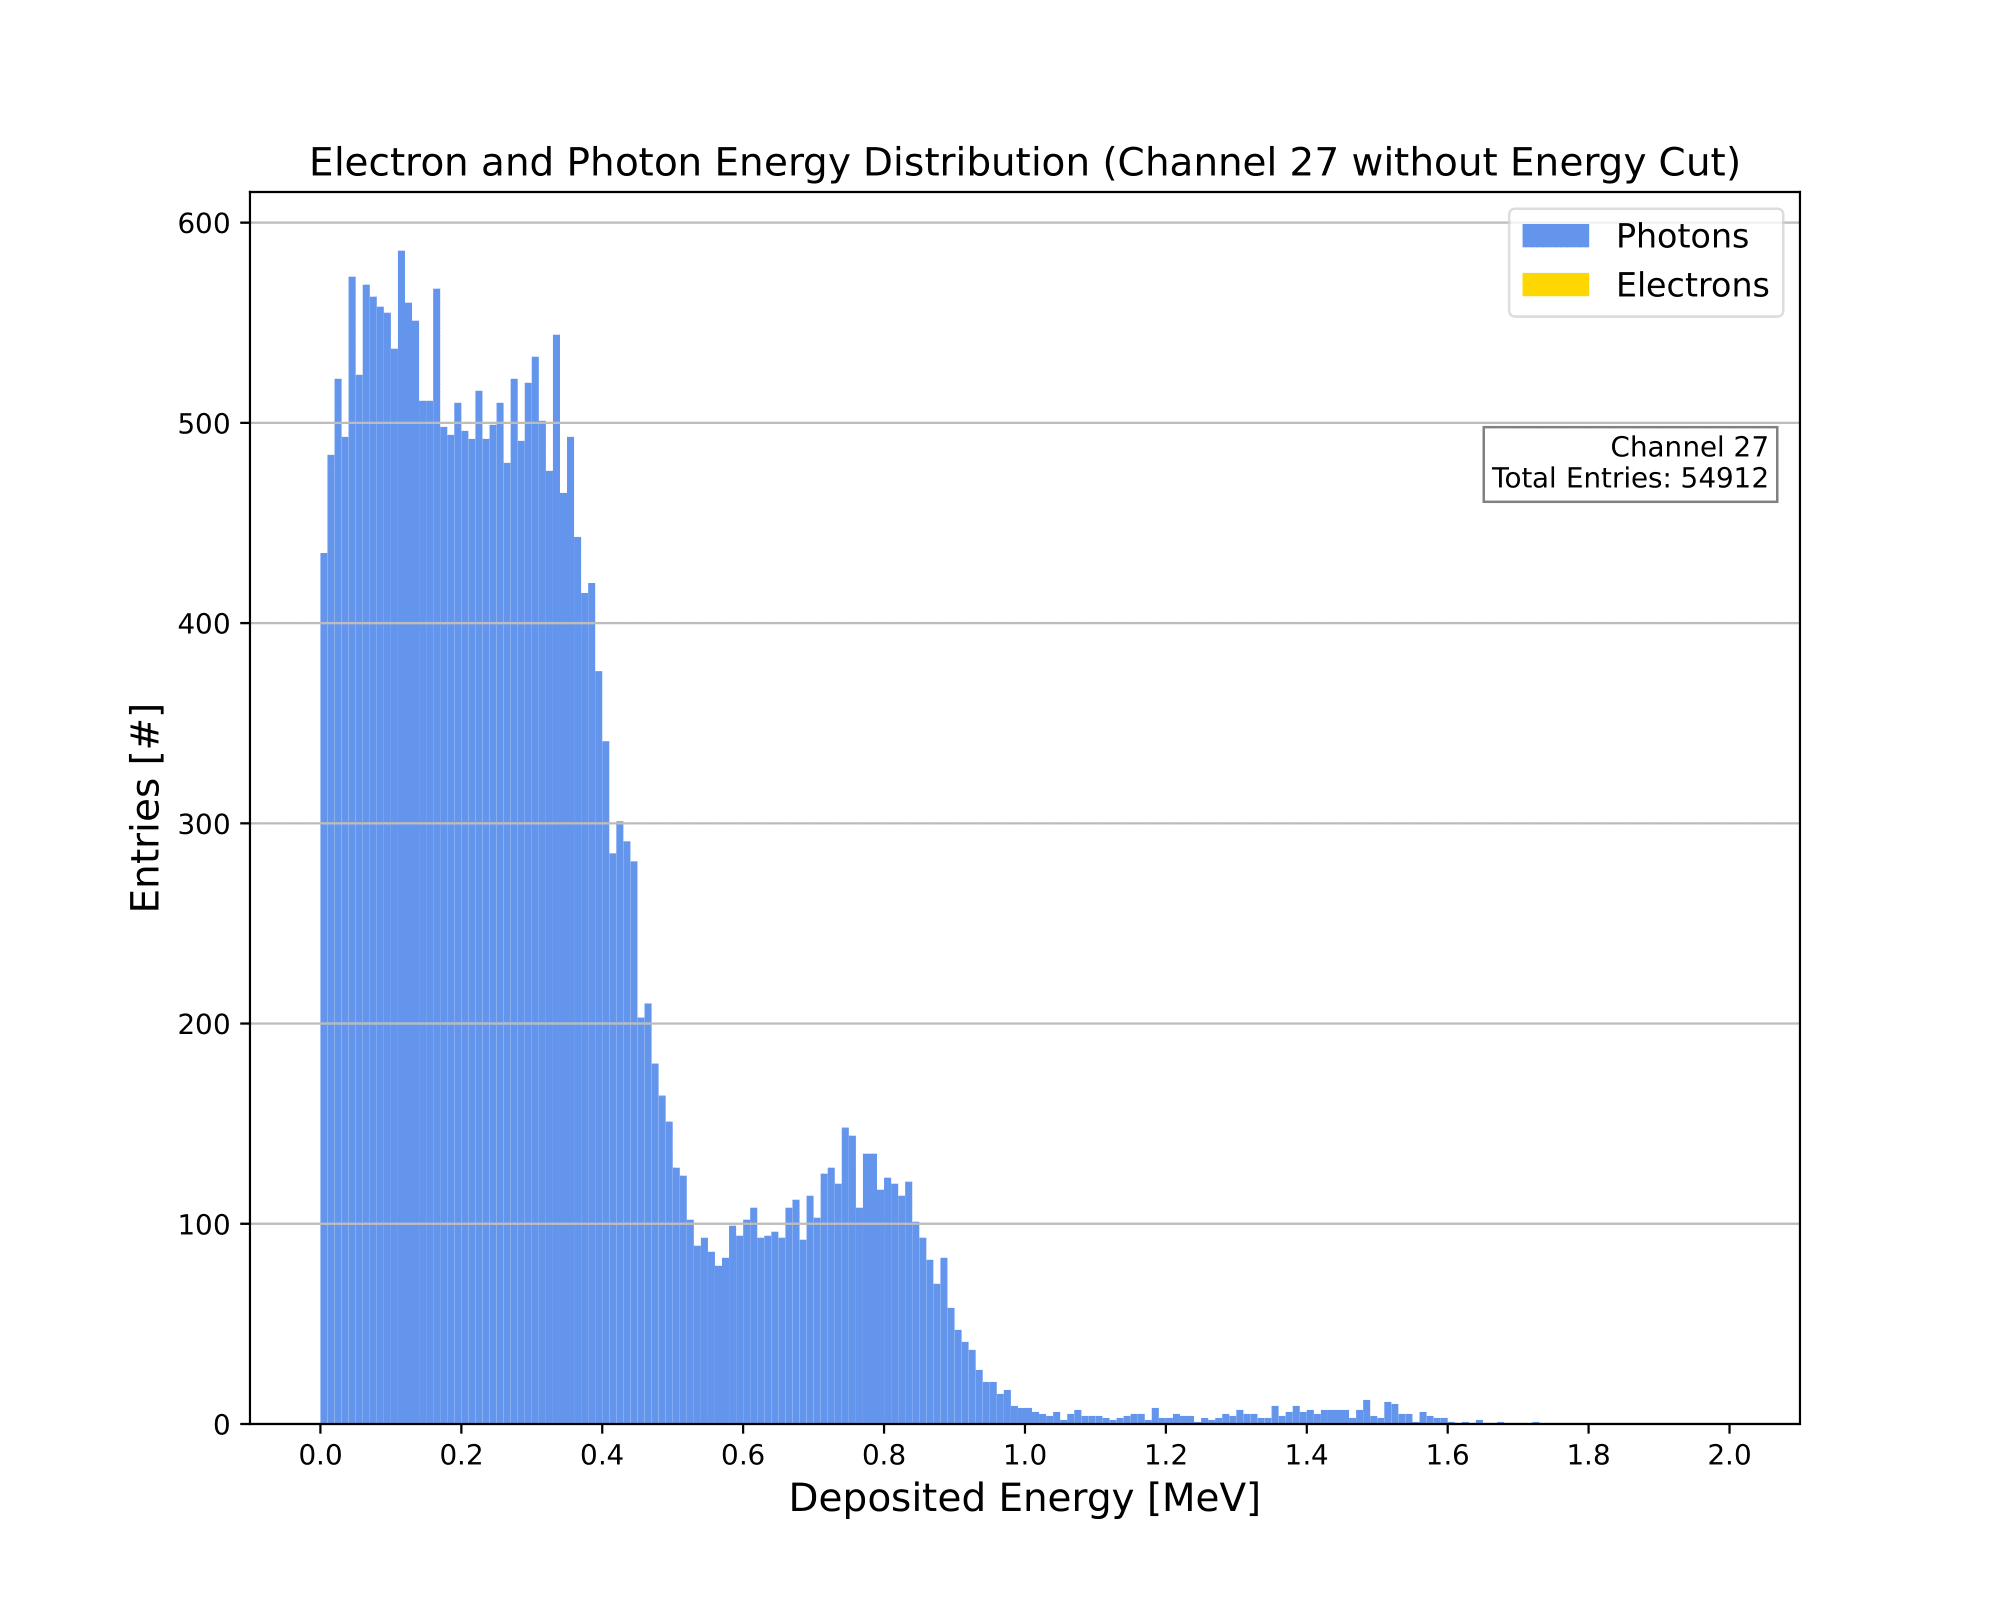 Electron and Photon Energy Distribution (Channel 27 without Energy Cut)
Photons
Electrons
Channel 27
Total Entries: 54912
Entries [#]
600
500
400
300
200
100
0
0.0 0.2 0.4 0.6 0.8 1.0 1.2 1.4 1.6 1.8 2.0
Deposited Energy [MeV]